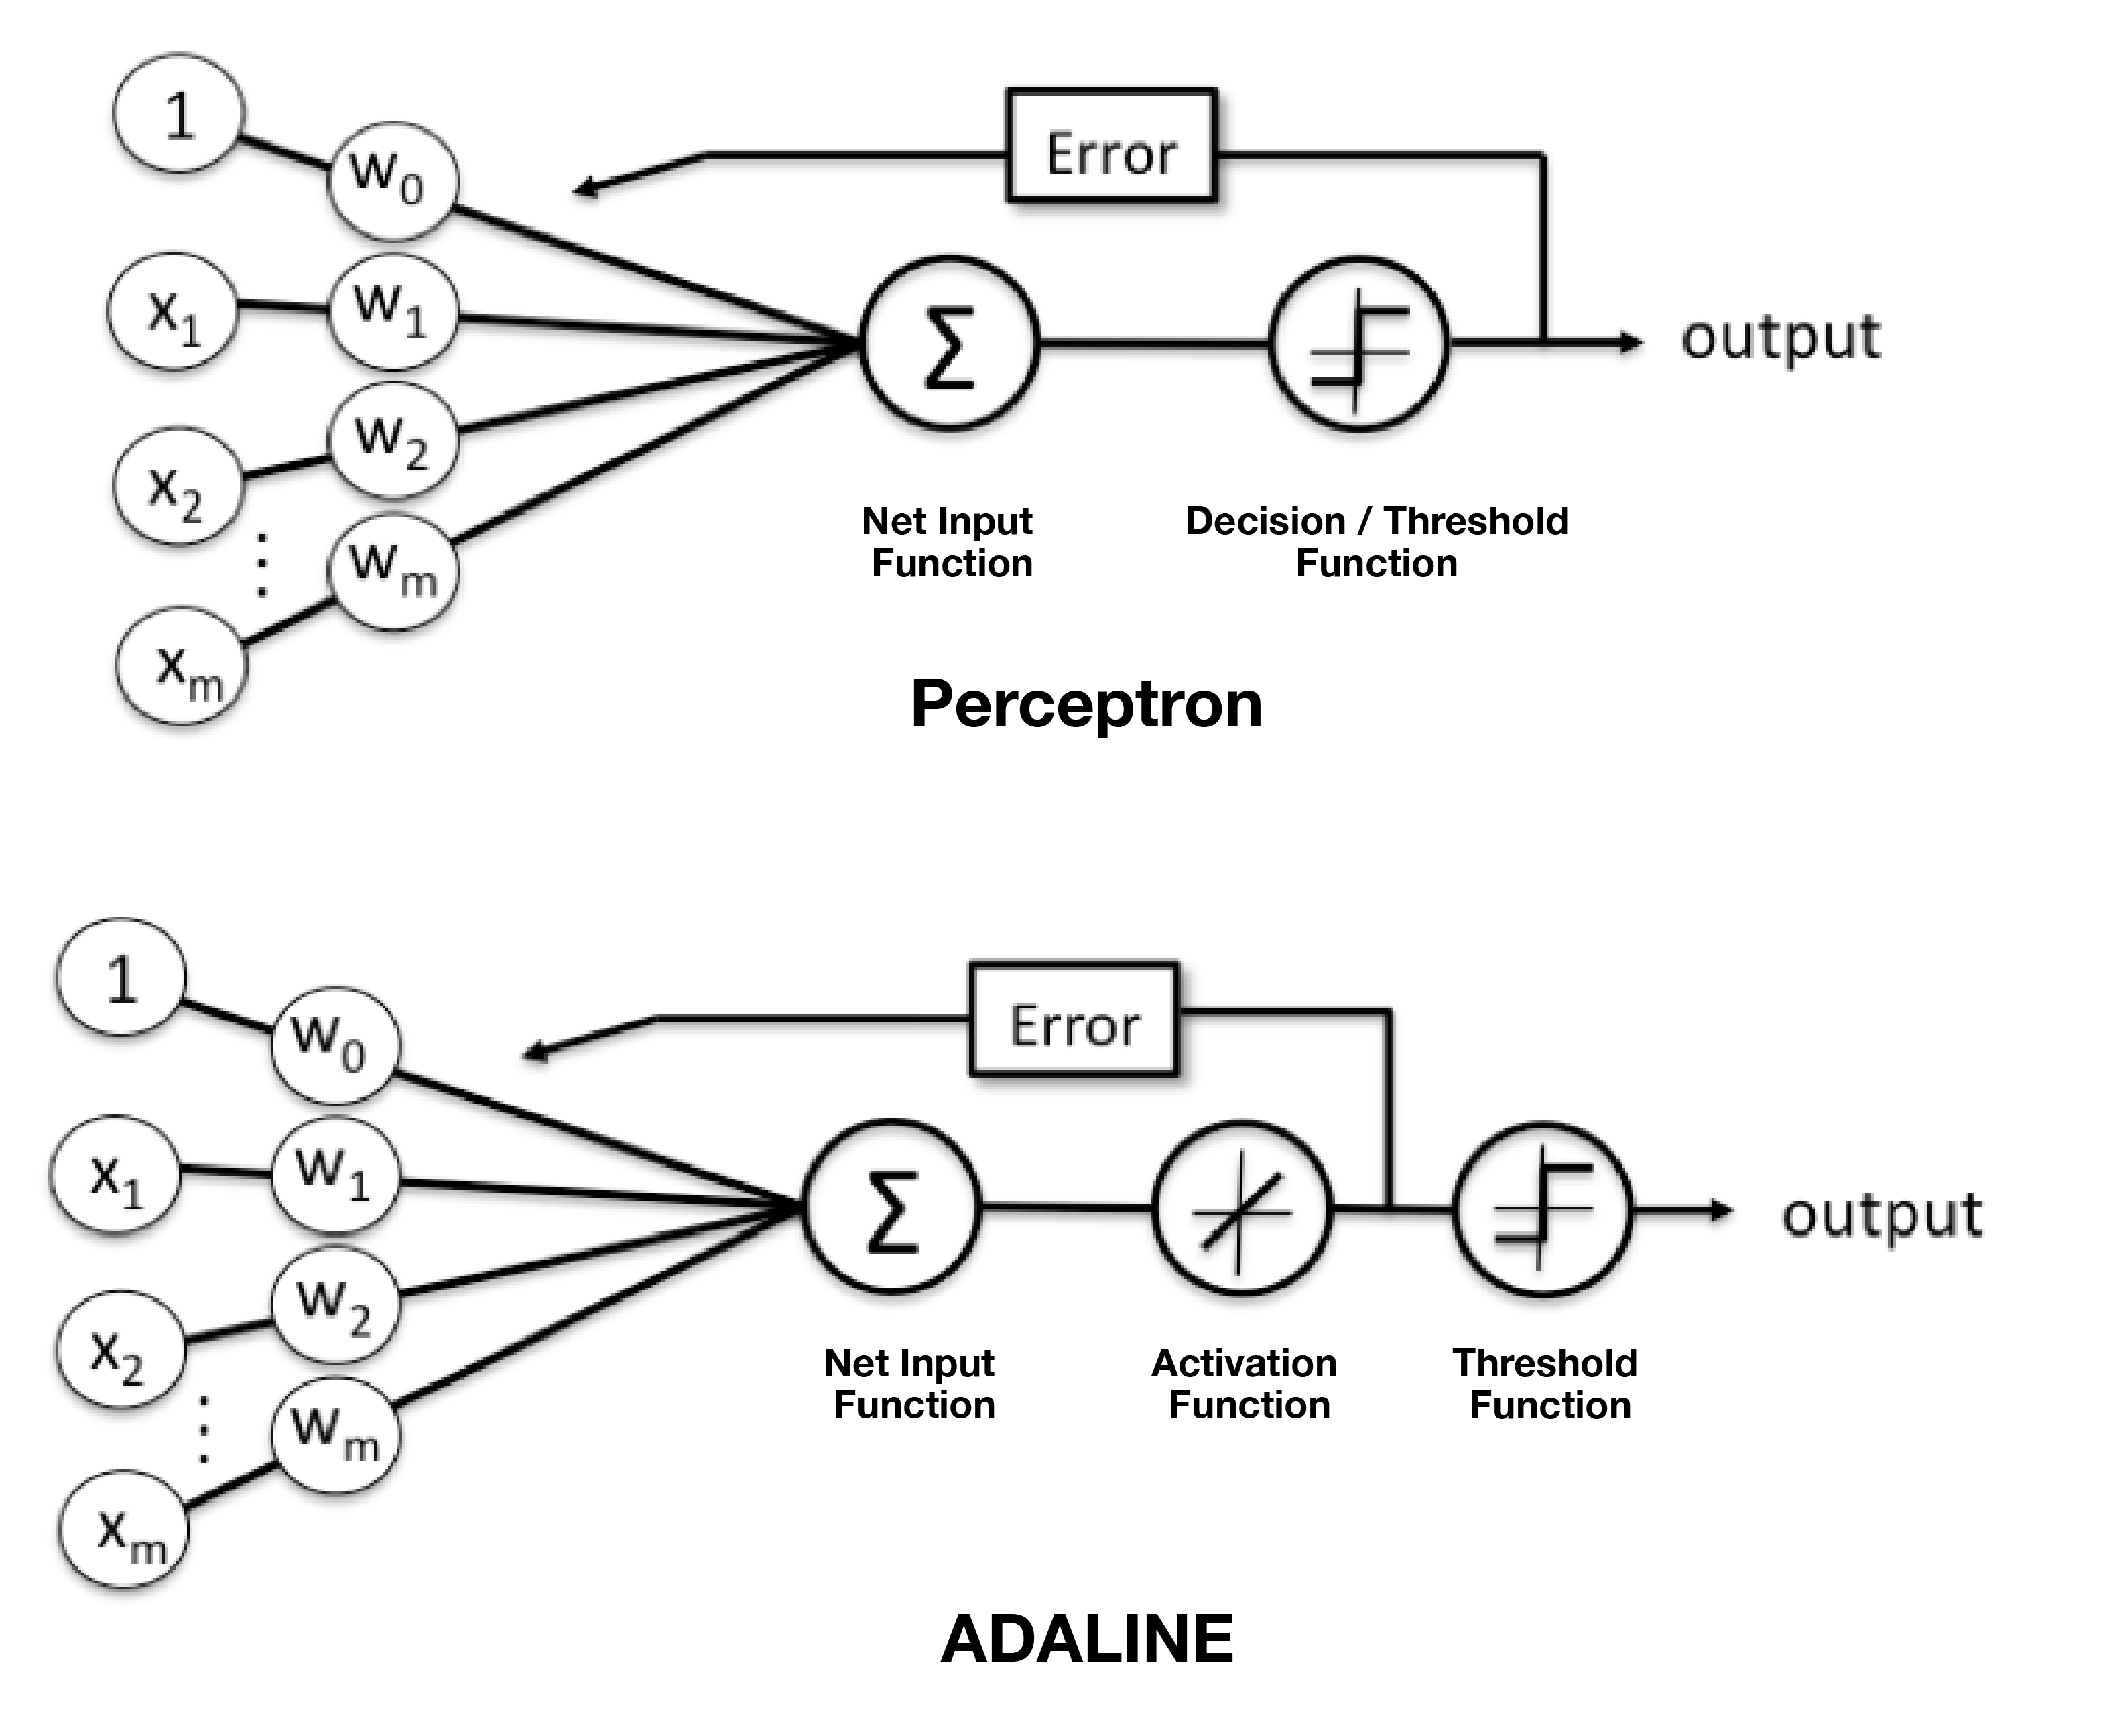 1
w0
Error
x1
w1
Σ
output
x2
w2
⋮
wm
xm
Net Input
Function
Decision / Threshold
Function
Perceptron
1
w0
Error
x1
w1
Σ
output
x2
w2
⋮
wm
xm
Net Input
Function
Activation
Function
Threshold
Function
ADALINE